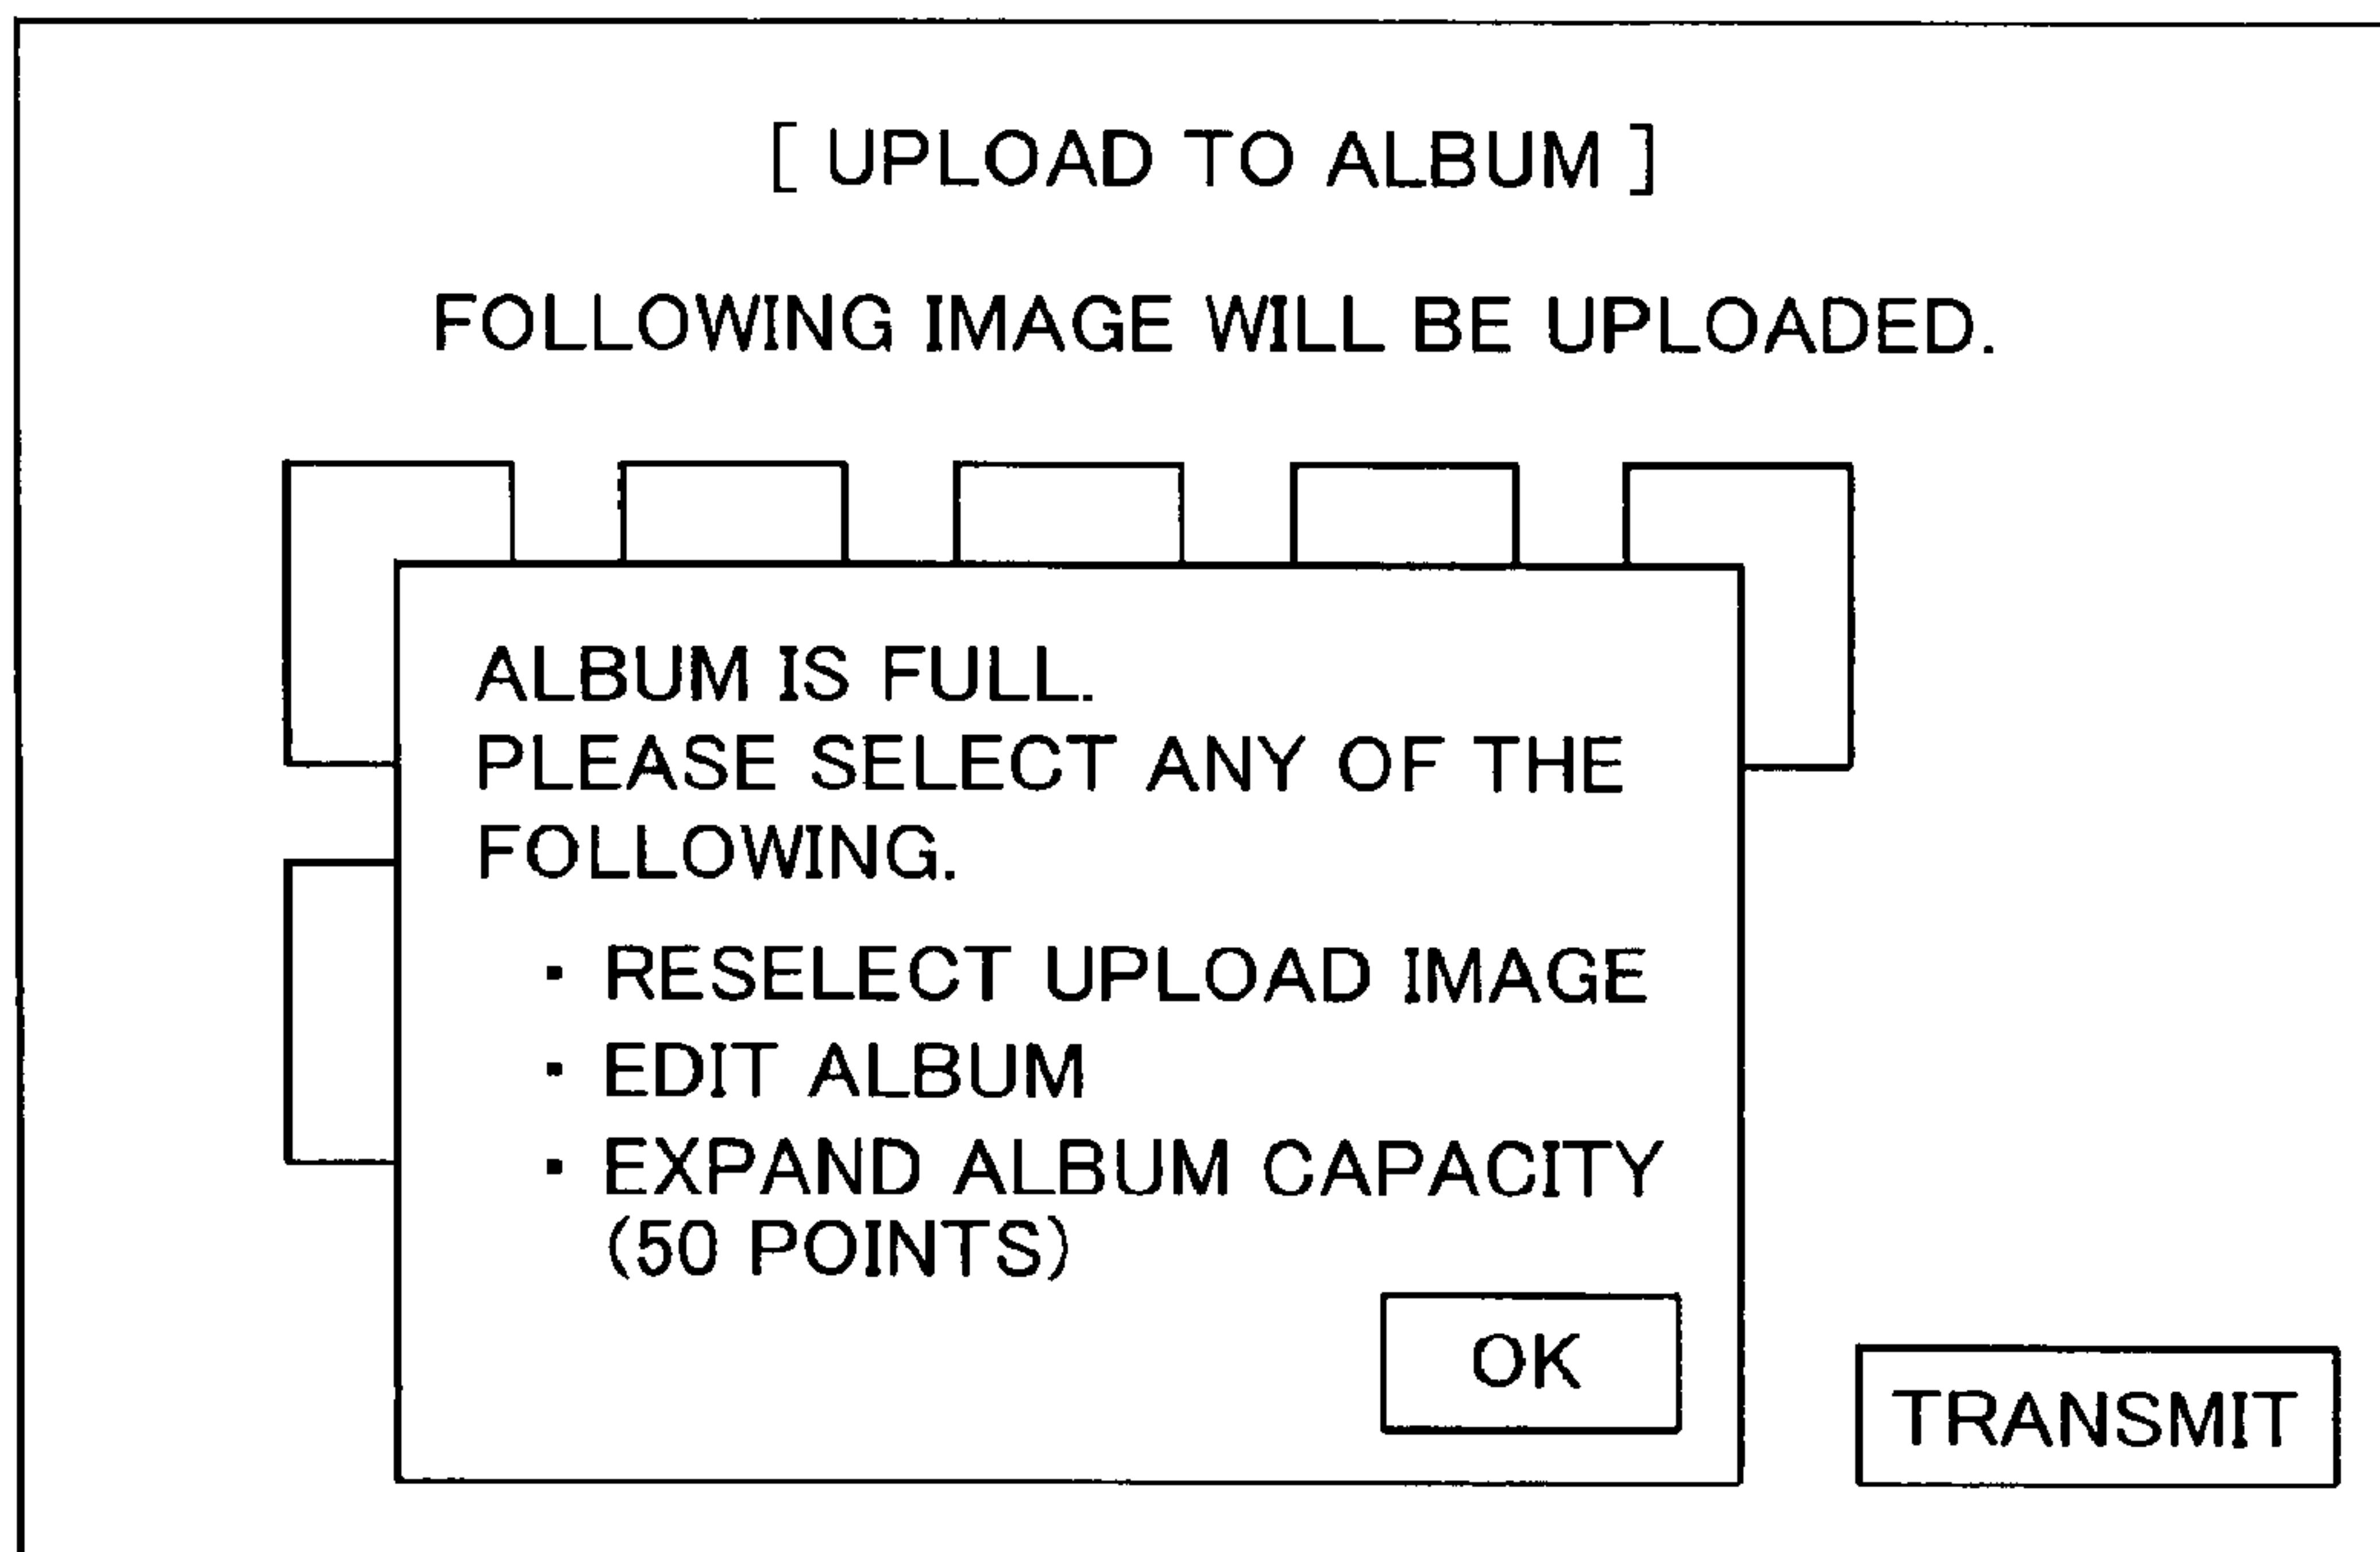 [ UPLOAD TO ALBUM ]
FOLLOWING IMAGE WILL BE UPLOADED.
ALBUM IS FULL.
PLEASE SELECT ANY OF THE
FOLLOWING.
・ RESELECT UPLOAD IMAGE
・ EDIT ALBUM
・ EXPAND ALBUM CAPACITY
(50 POINTS)
OK
TRANSMIT